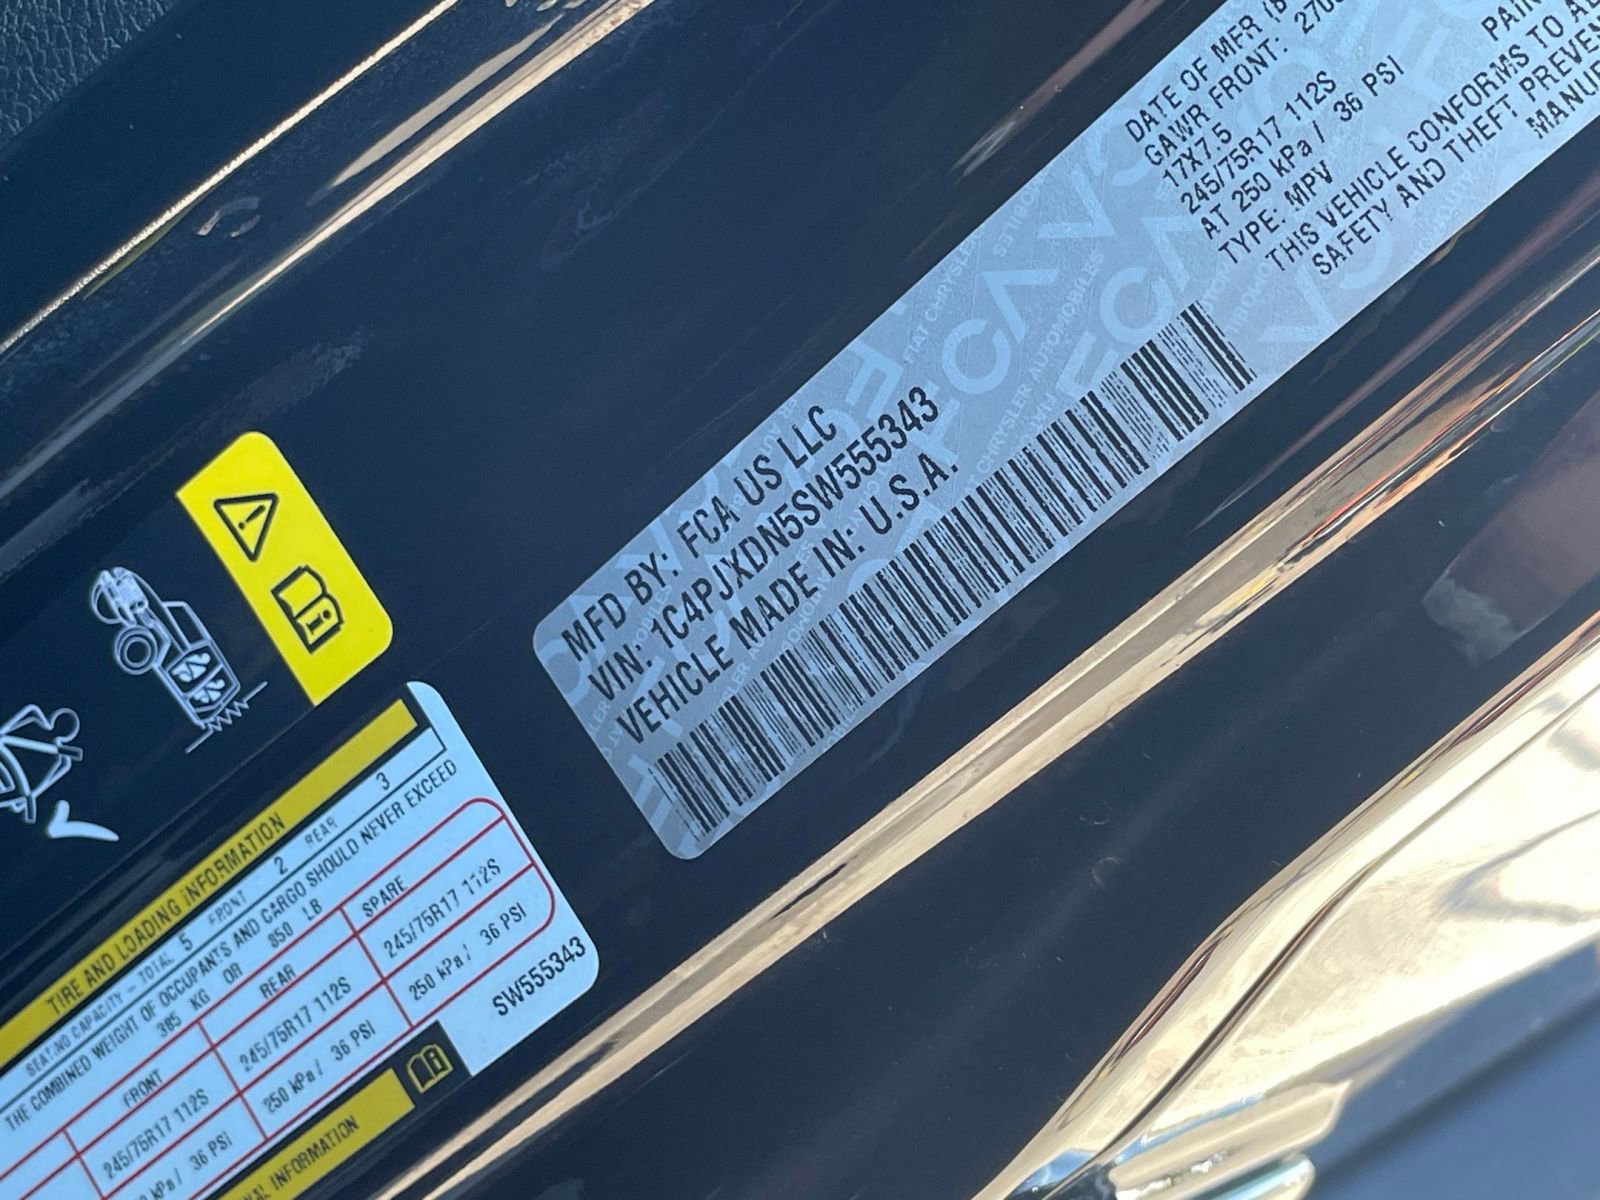 MFD BY: FCA US LLC
VIN: 1C4PJXDN5SW555343
VEHICLE MADE IN: U.S.A.
DATE OF MFR
GAWR FRONT:
17X7.5
245/75R17 112S
AT 250 kPa / 36 PSI
TYPE: MPV
THIS VEHICLE CONFORMS TO
SAFETY AND THEFT
TIRE AND LOADING INFORMATION
SEATING CAPACITY – TOTAL 5 FRONT 2 REAR 3
THE COMBINED WEIGHT OF OCCUPANTS AND CARGO SHOULD NEVER EXCEED
385 KG OR 850 LB
FRONT REAR SPARE
245/75R17 112S 245/75R17 112S 245/75R17 112S
36 PSI 250 kPa / 36 PSI 250 kPa / 36 PSI
SW555343
INFORMATION